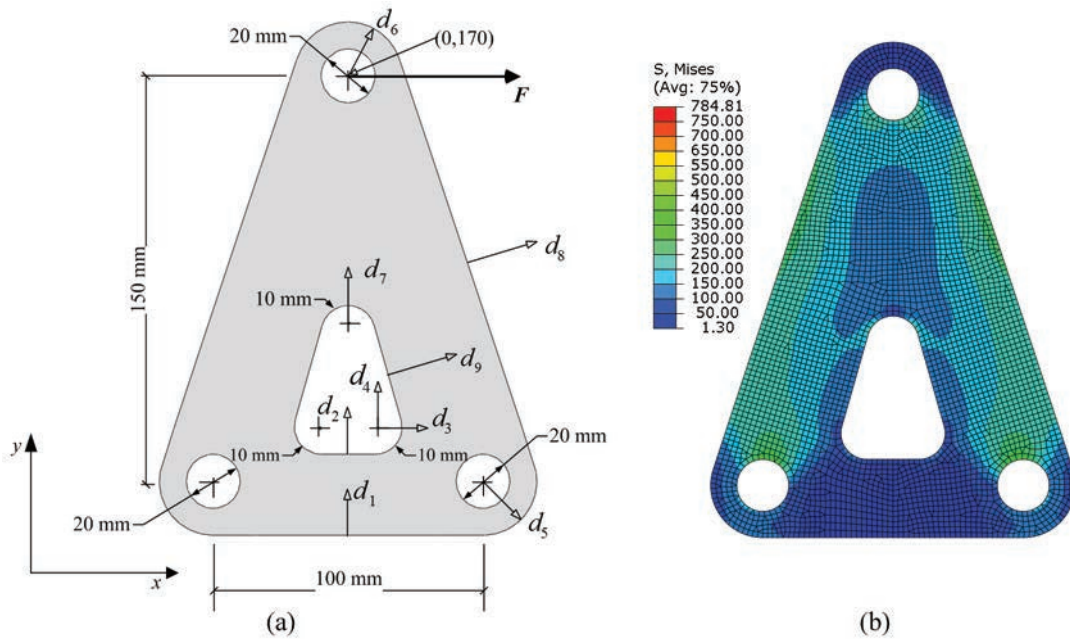 20 mm
d6
(0,170)
F
150 mm
d8
d7
10 mm
d9
d4
d2
d3
10 mm
10 mm
20 mm
y
d1
20 mm
d5
x
100 mm
(a)
S, Mises
(Avg: 75%)
784.81
750.00
700.00
650.00
550.00
500.00
450.00
400.00
350.00
300.00
250.00
200.00
150.00
100.00
50.00
1.30
(b)